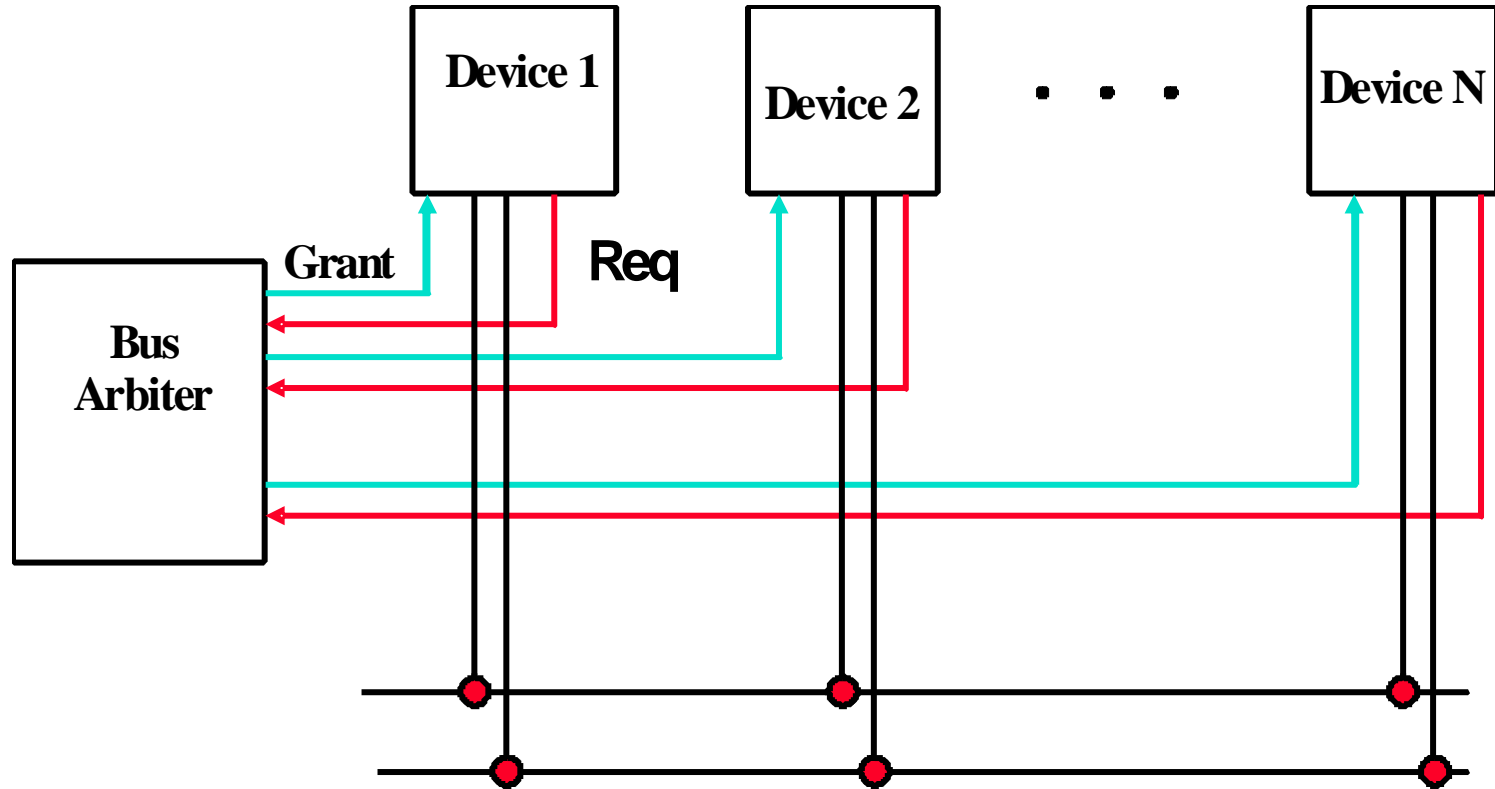 Device 1
Device 2
. . .
Device N
Grant
Req
Bus
Arbiter